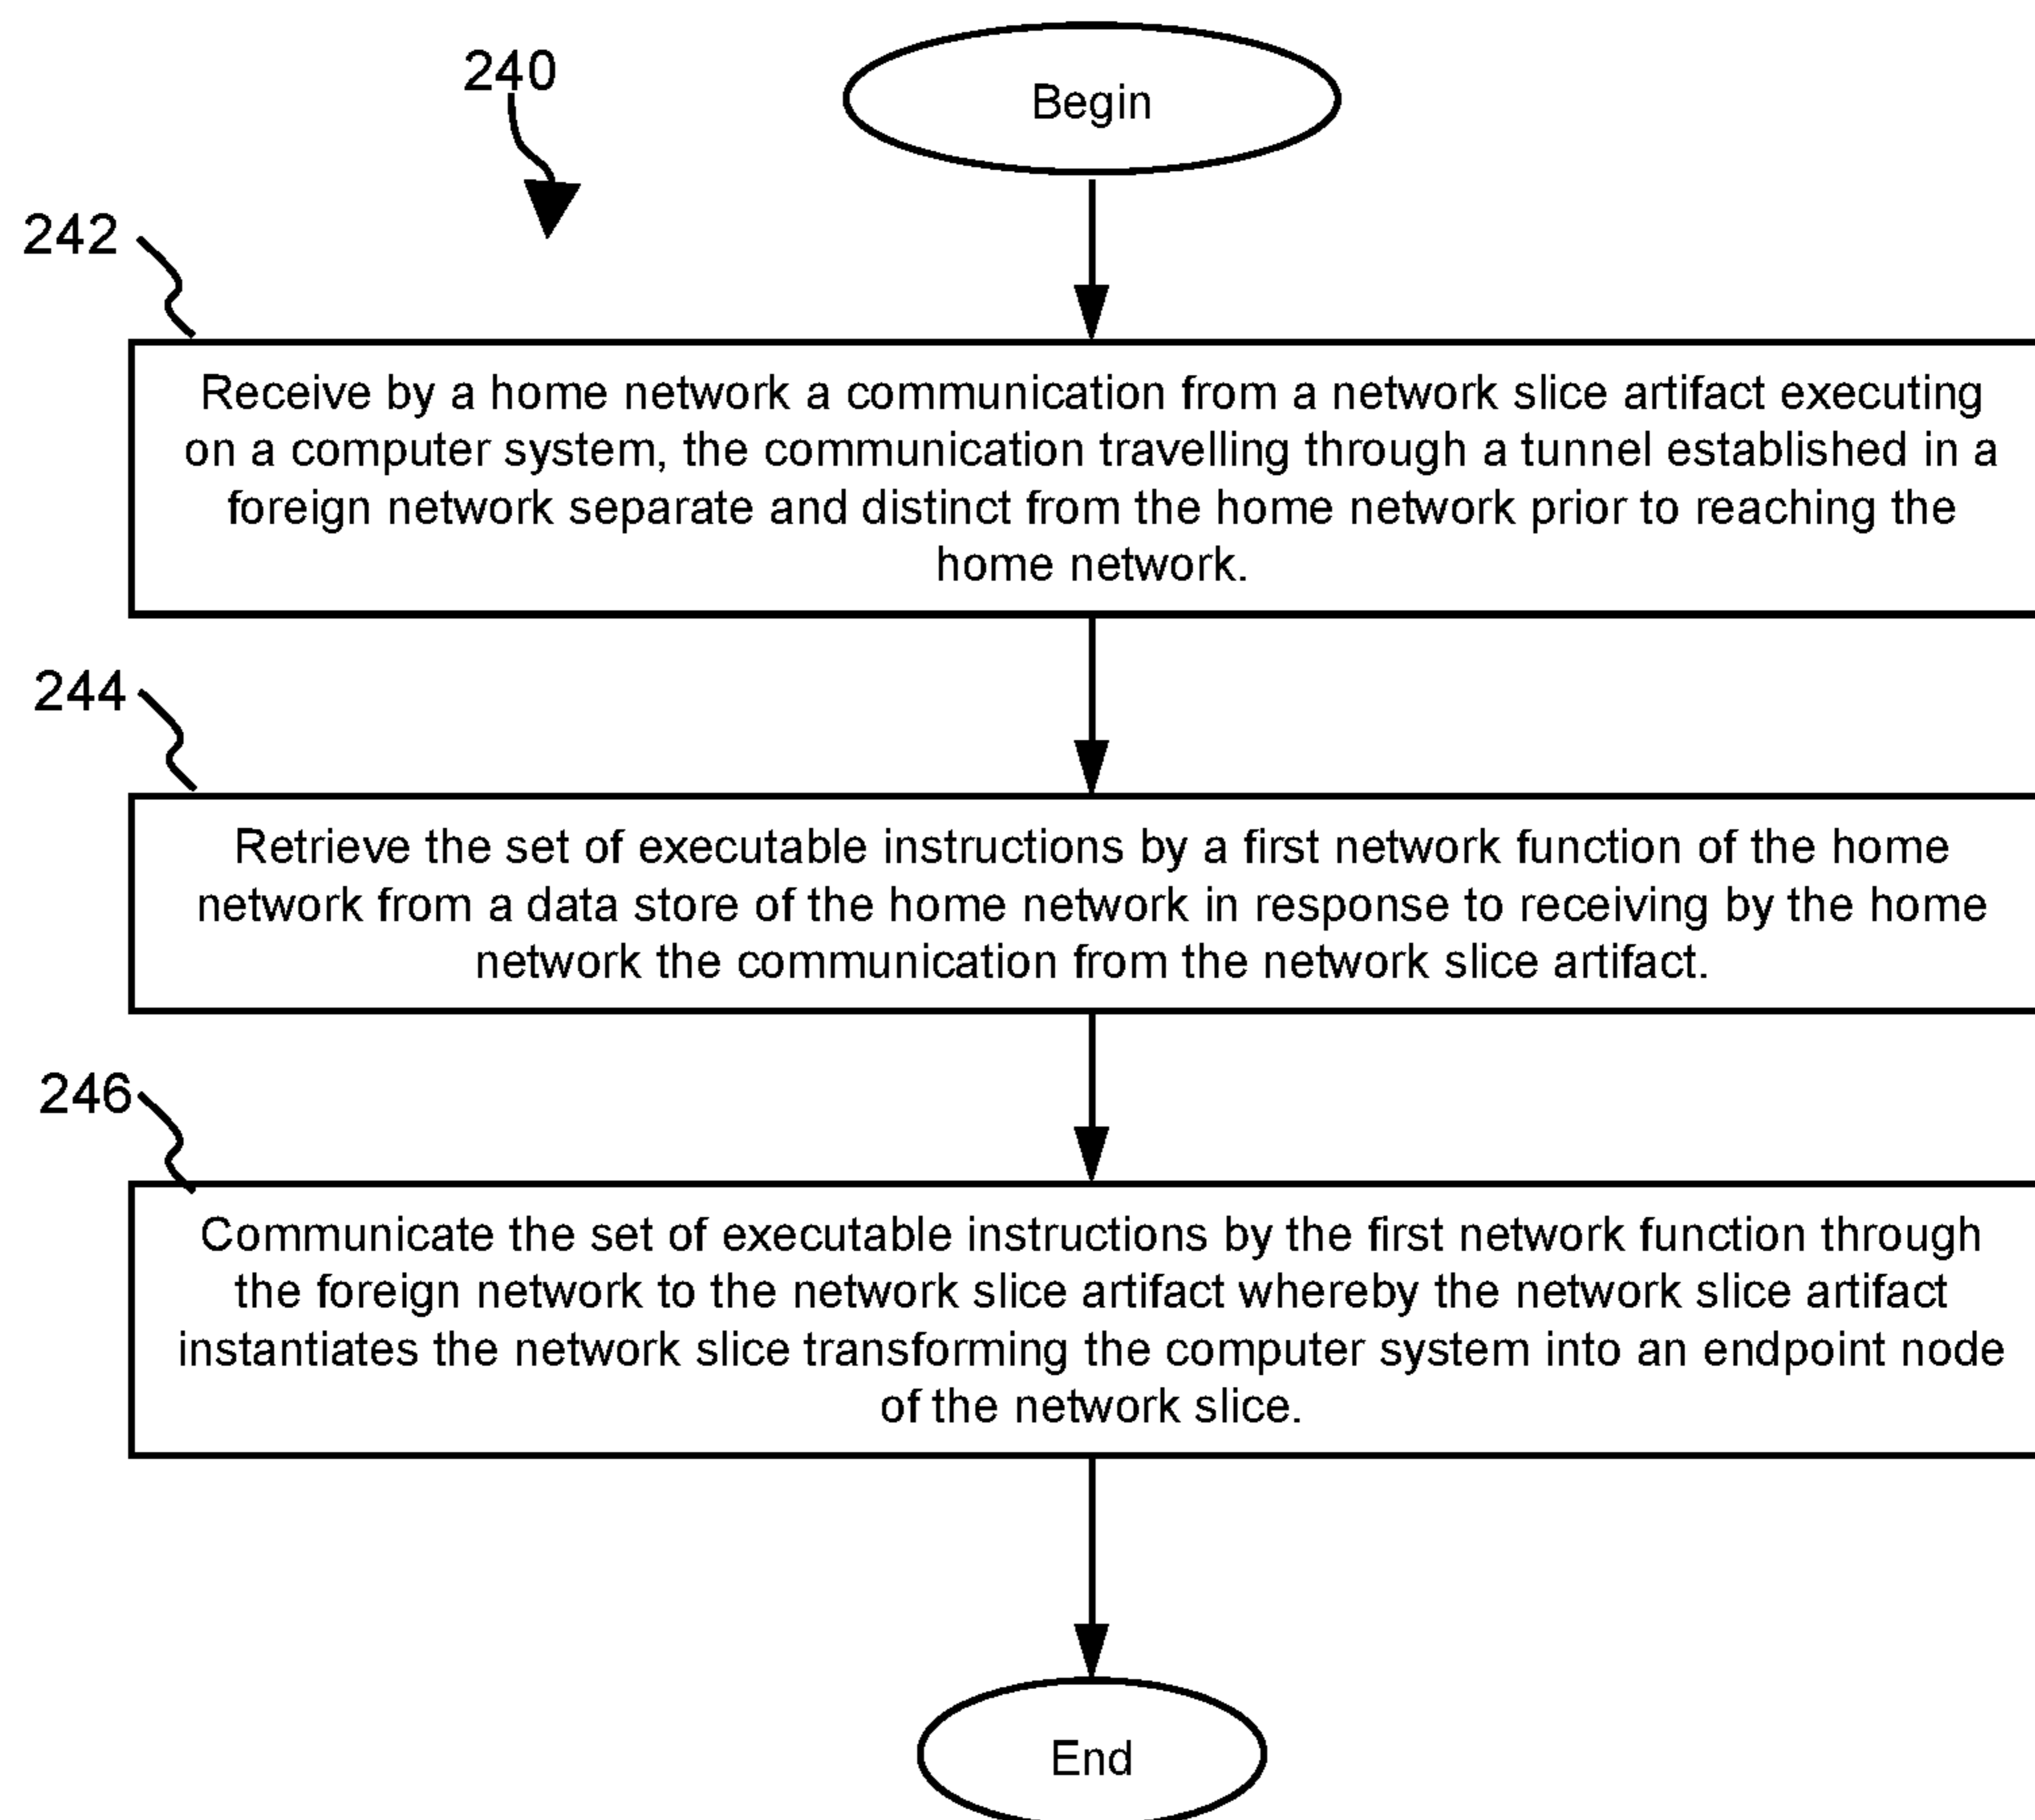 240
Begin
242
Receive by a home network a communication from a network slice artifact executing
on a computer system, the communication travelling through a tunnel established in a
foreign network separate and distinct from the home network prior to reaching the
home network.
244
Retrieve the set of executable instructions by a first network function of the home
network from a data store of the home network in response to receiving by the home
network the communication from the network slice artifact.
246
Communicate the set of executable instructions by the first network function through
the foreign network to the network slice artifact whereby the network slice artifact
instantiates the network slice transforming the computer system into an endpoint node
of the network slice.
End